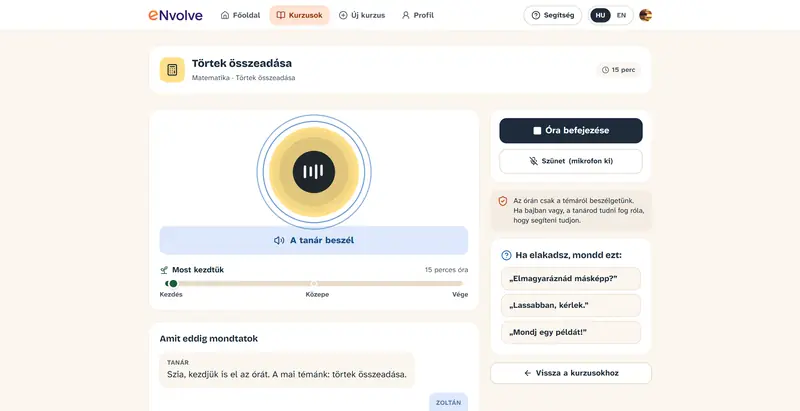 eNvolve
Főoldal
Kurzusok
Új kurzus
Profil
Segítség
HU
EN
Törtek összeadása
Matematika · Törtek összeadása
15 perc
A tanár beszél
Most kezdtük
15 perces óra
Kezdés
Közepe
Vége
Amit eddig mondtatok
TANÁR
Szia, kezdjük is el az órát. A mai témánk: törtek összeadása.
ZOLTÁN
Óra befejezése
Szünet (mikrofon ki)
Az órán csak a témáról beszélgetünk.
Ha bajban vagy, a tanárod tudni fog róla,
hogy segíteni tudjon.
Ha elakadsz, mondd ezt:
„Elmagyaráznád másképp?”
„Lassabban, kérlek.”
„Mondj egy példát!”
Vissza a kurzusokhoz